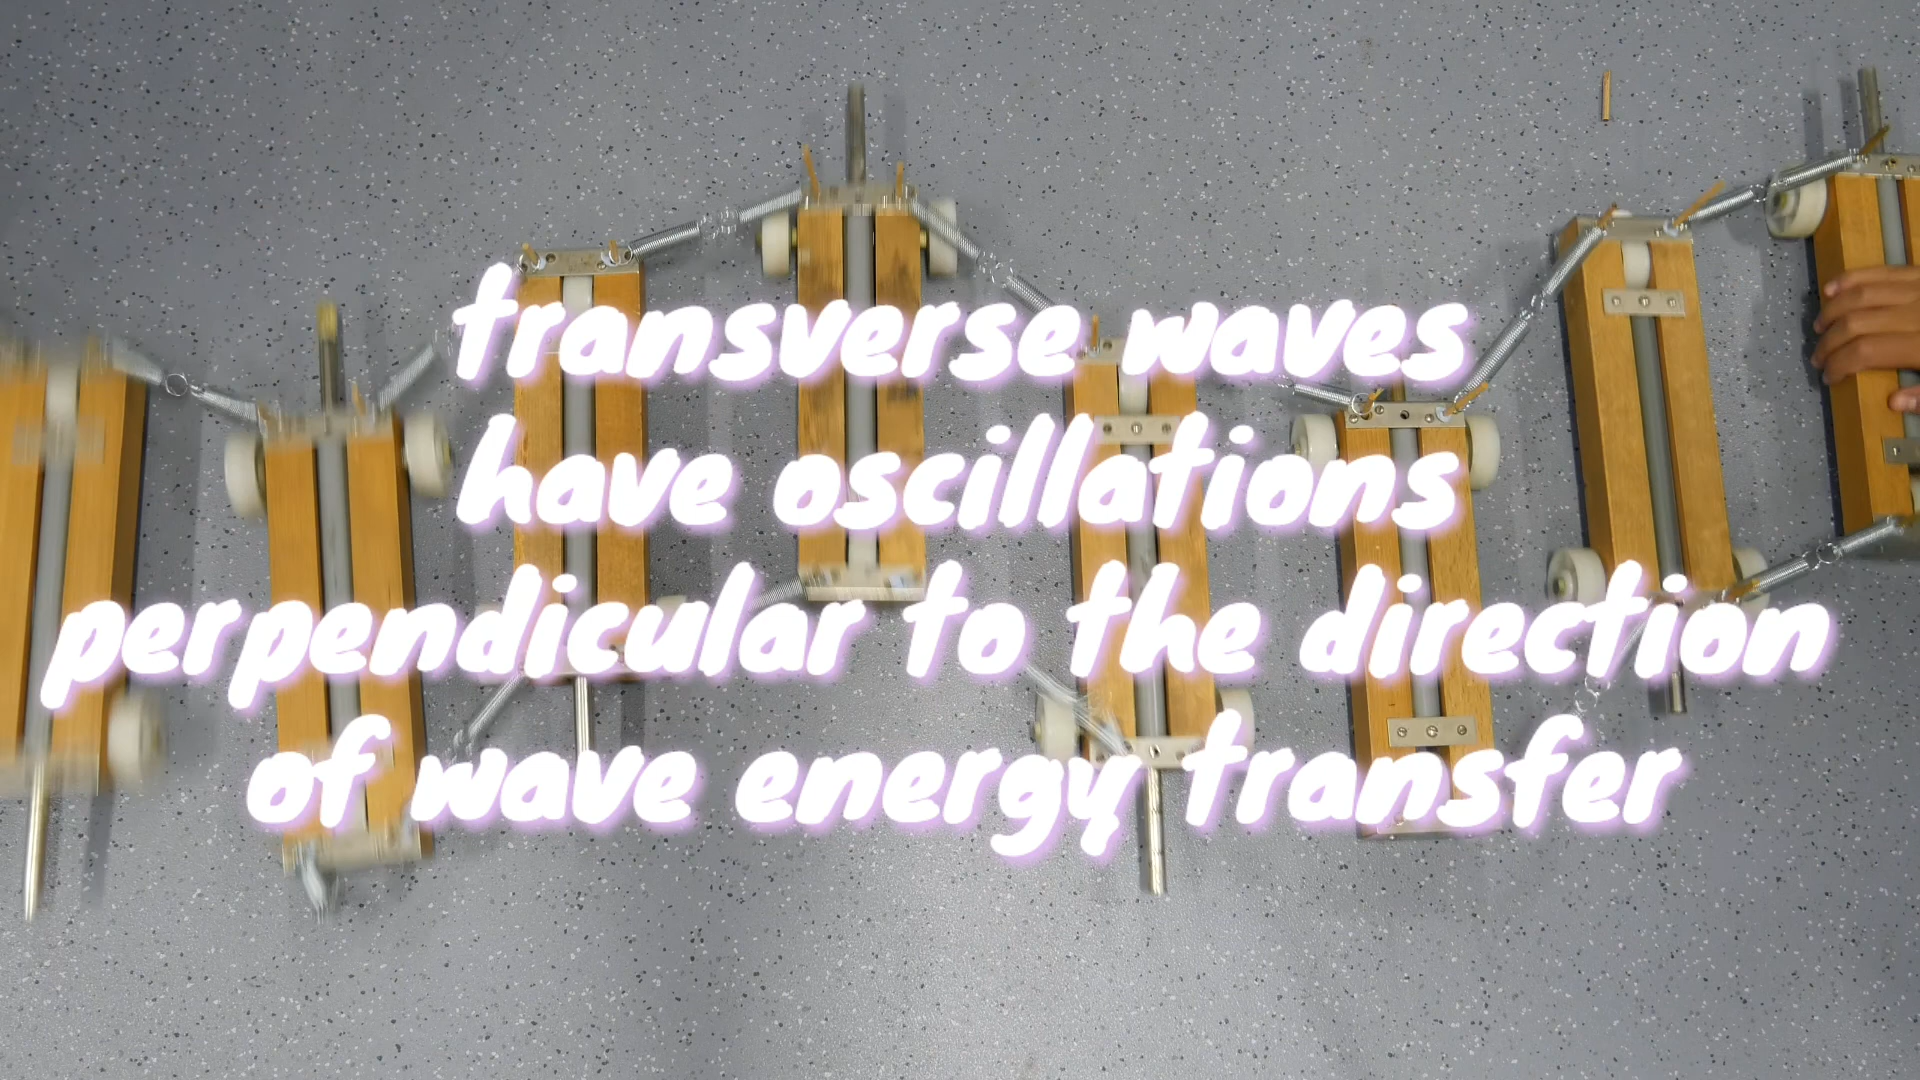 transverse waves
have oscillations
perpendicular to the direction
of wave energy transfer